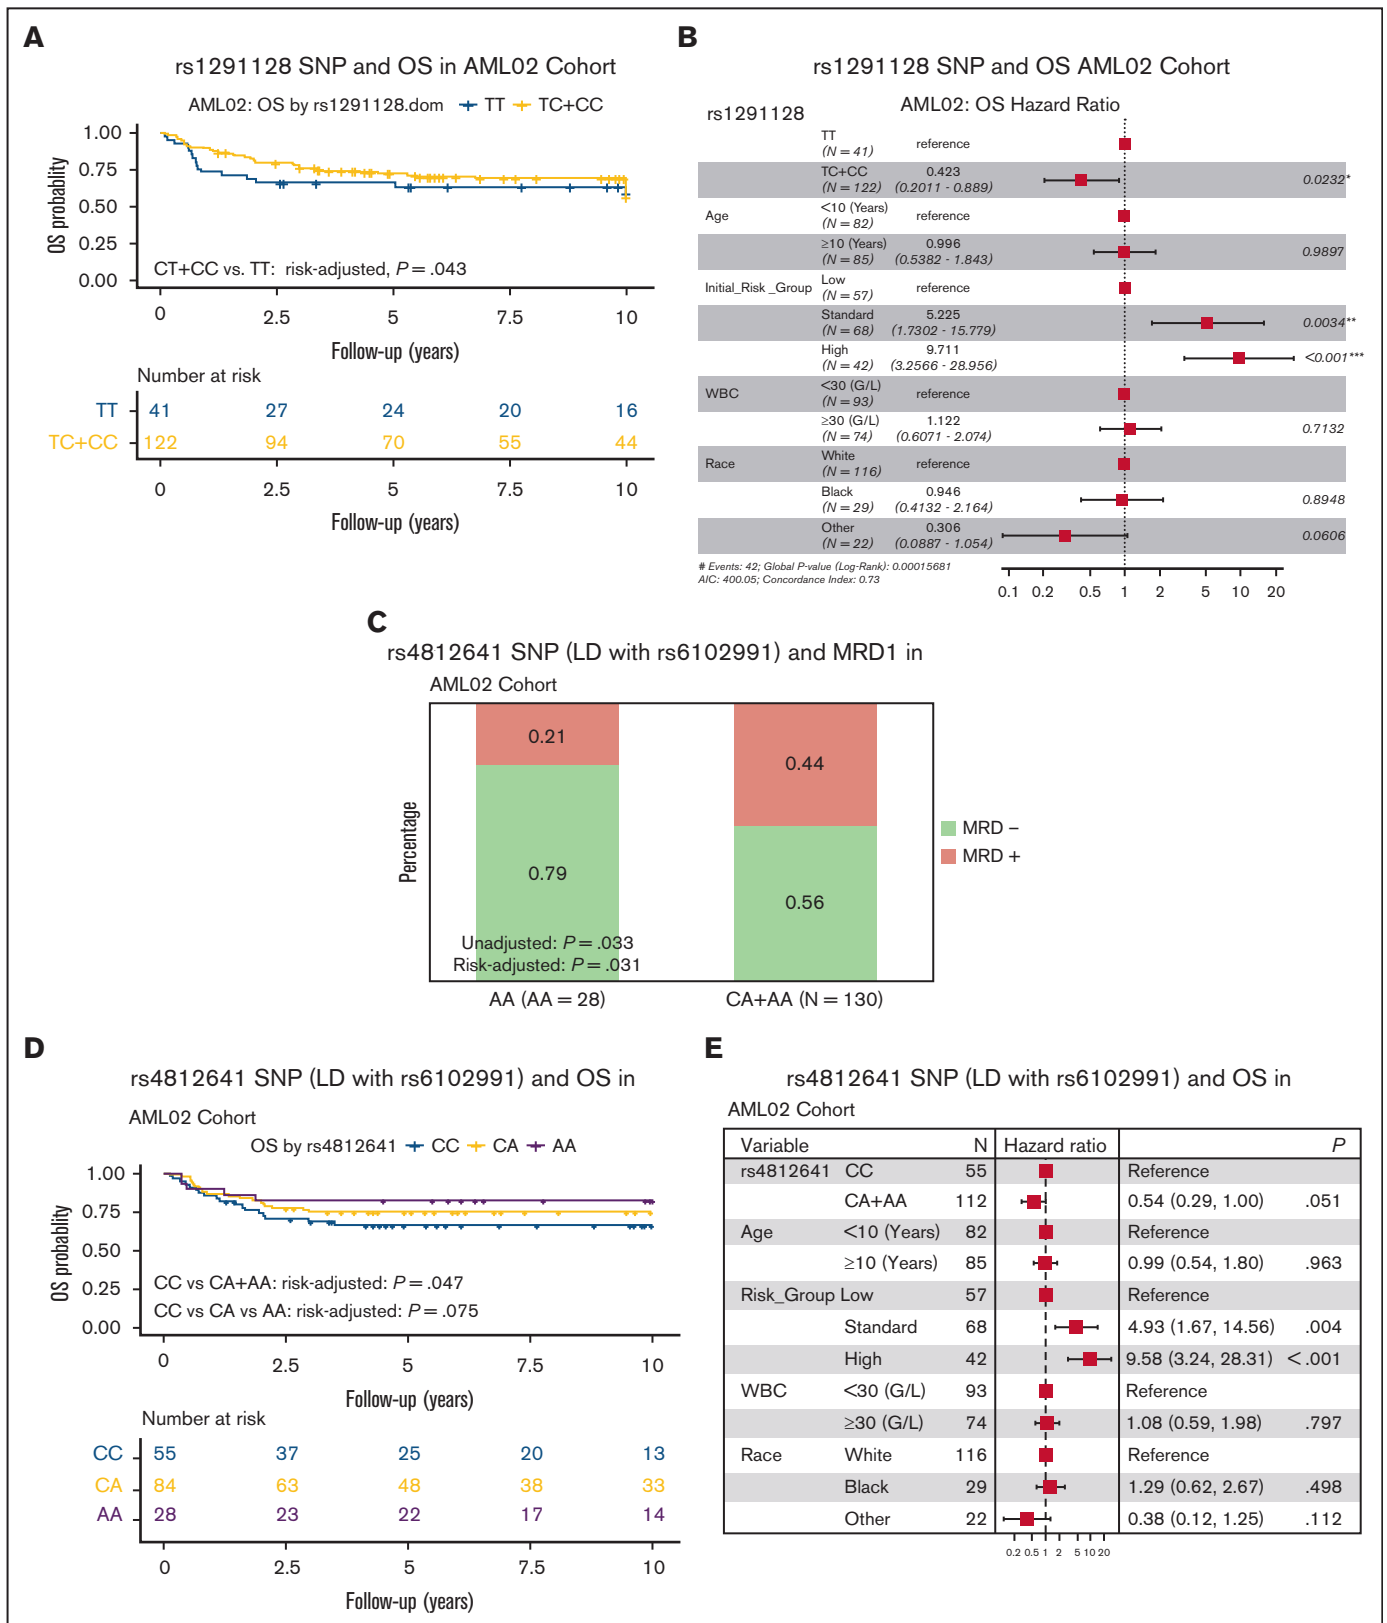 A
rs1291128 SNP and OS in AML02 Cohort
AML02: OS by rs1291128.dom TT TC+CC
OS probablity
1.00
0.75
0.50
0.25
0.00
CT+CC vs. TT: risk-adjusted, P = .043
0 2.5 5 7.5 10
Follow-up (years)
Number at risk
TT 41 27 24 20 16
TC+CC 122 94 70 55 44
0 2.5 5 7.5 10
Follow-up (years)
B
rs1291128 SNP and OS AML02 Cohort
AML02: OS Hazard Ratio
rs1291128
TT
(N = 41) reference
TC+CC 0.423
(N = 122) (0.2011 - 0.889) 0.0232*
Age <10 (Years)
(N = 82) reference
≥10 (Years) 0.996
(N = 85) (0.5382 - 1.843) 0.9897
Initial_Risk _Group Low
(N = 57) reference
Standard 5.225
(N = 68) (1.7302 - 15.779) 0.0034**
High 9.711
(N = 42) (3.2566 - 28.956) <0.001***
WBC <30 (G/L)
(N = 93) reference
≥30 (G/L) 1.122
(N = 74) (0.6071 - 2.074) 0.7132
Race White
(N = 116) reference
Black 0.946
(N = 29) (0.4132 - 2.164) 0.8948
Other 0.306
(N = 22) (0.0887 - 1.054) 0.0606
# Events: 42; Global P-value (Log-Rank): 0.00015681
AIC: 400.05; Concordance Index: 0.73
0.1 0.2 0.5 1 2 5 10 20
C
rs4812641 SNP (LD with rs6102991) and MRD1 in
AML02 Cohort
Percentage
0.21
0.44
0.79
0.56
Unadjusted: P = .033
Risk-adjusted: P = .031
AA (AA = 28) CA+AA (N = 130)
MRD –
MRD +
D
rs4812641 SNP (LD with rs6102991) and OS in
AML02 Cohort
OS by rs4812641 CC CA AA
OS probablity
1.00
0.75
0.50
0.25
0.00
CC vs CA+AA: risk-adjusted: P = .047
CC vs CA vs AA: risk-adjusted: P = .075
0 2.5 5 7.5 10
Follow-up (years)
Number at risk
CC 55 37 25 20 13
CA 84 63 48 38 33
AA 28 23 22 17 14
0 2.5 5 7.5 10
Follow-up (years)
E
rs4812641 SNP (LD with rs6102991) and OS in
AML02 Cohort
Variable N Hazard ratio P
rs4812641 CC 55 Reference
CA+AA 112 0.54 (0.29, 1.00) .051
Age <10 (Years) 82 Reference
≥10 (Years) 85 0.99 (0.54, 1.80) .963
Risk_Group Low 57 Reference
Standard 68 4.93 (1.67, 14.56) .004
High 42 9.58 (3.24, 28.31) <.001
WBC <30 (G/L) 93 Reference
≥30 (G/L) 74 1.08 (0.59, 1.98) .797
Race White 116 Reference
Black 29 1.29 (0.62, 2.67) .498
Other 22 0.38 (0.12, 1.25) .112
0.2 0.5 1 2 5 10 20